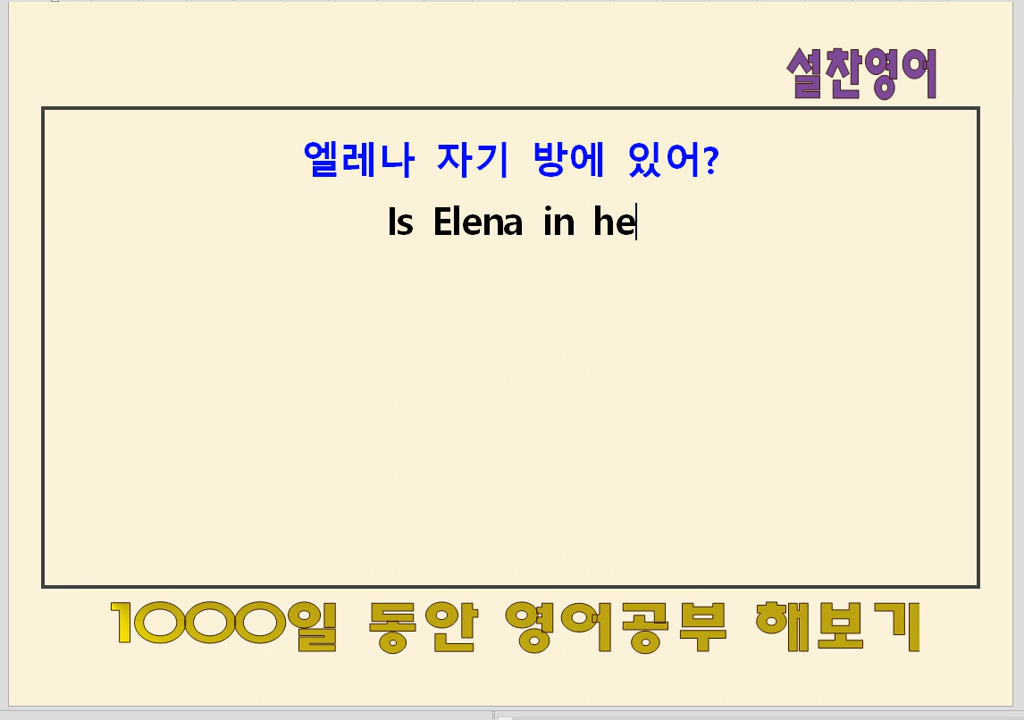 설찬영어
엘레나 자기 방에 있어?
Is Elena in he
1000일 동안 영어공부 해보기